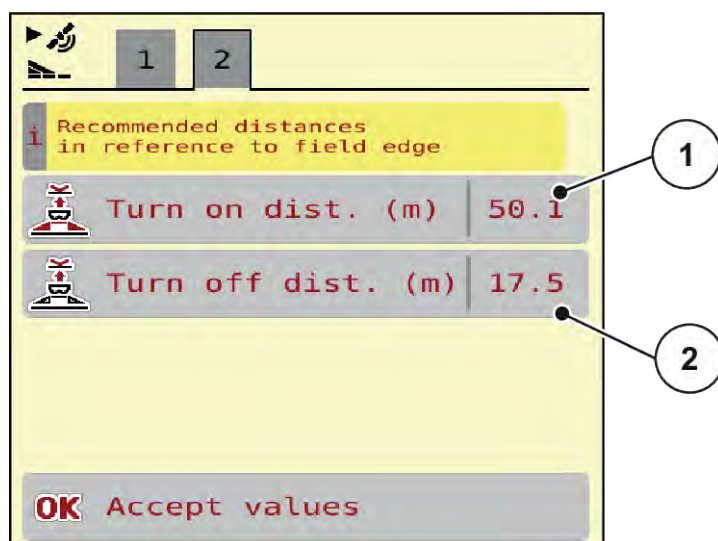 1 2
i Recommended distances
in reference to field edge
Turn on dist. (m) 50.1
1
Turn off dist. (m) 17.5
2
OK Accept values